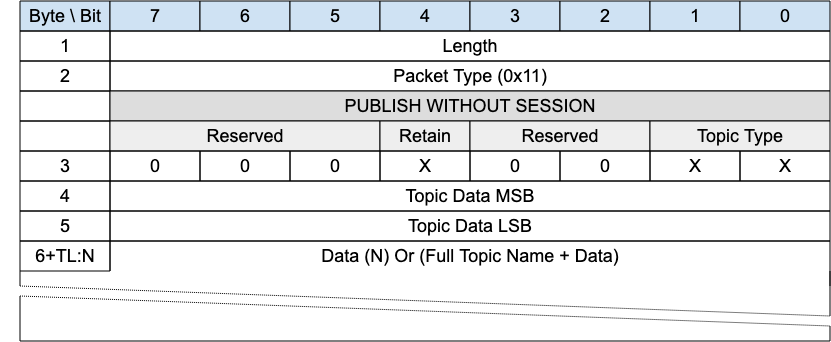 Byte \ Bit 7 6 5 4 3 2 1 0
1 Length
2 Packet Type (0x11)
PUBLISH WITHOUT SESSION
Reserved Retain Reserved Topic Type
3 0 0 0 X 0 0 X X
4 Topic Data MSB
5 Topic Data LSB
6+TL:N Data (N) Or (Full Topic Name + Data)